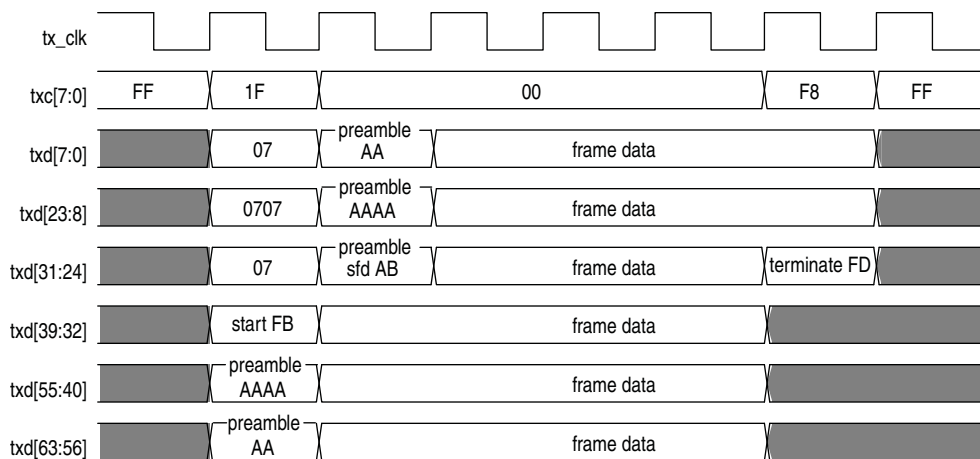 tx_clk
txc[7:0] FF 1F 00 F8 FF
preamble
txd[7:0] 07 AA frame data
preamble
txd[23:8] 0707 AAAA frame data
preamble
txd[31:24] 07 sfd AB frame data terminate FD
txd[39:32] start FB frame data
preamble
txd[55:40] AAAA frame data
preamble
txd[63:56] AA frame data